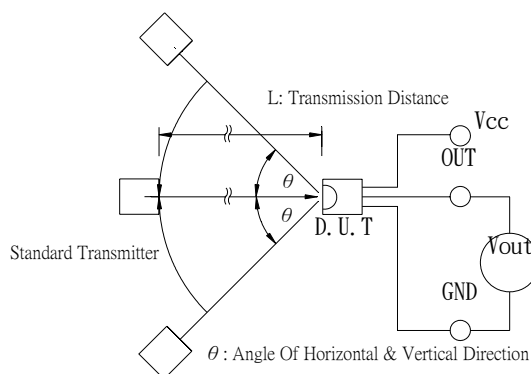 L: Transmission Distance
Vcc
OUT
θ
θ
D.U.T
Standard Transmitter
Vout
GND
θ : Angle Of Horizontal & Vertical Direction